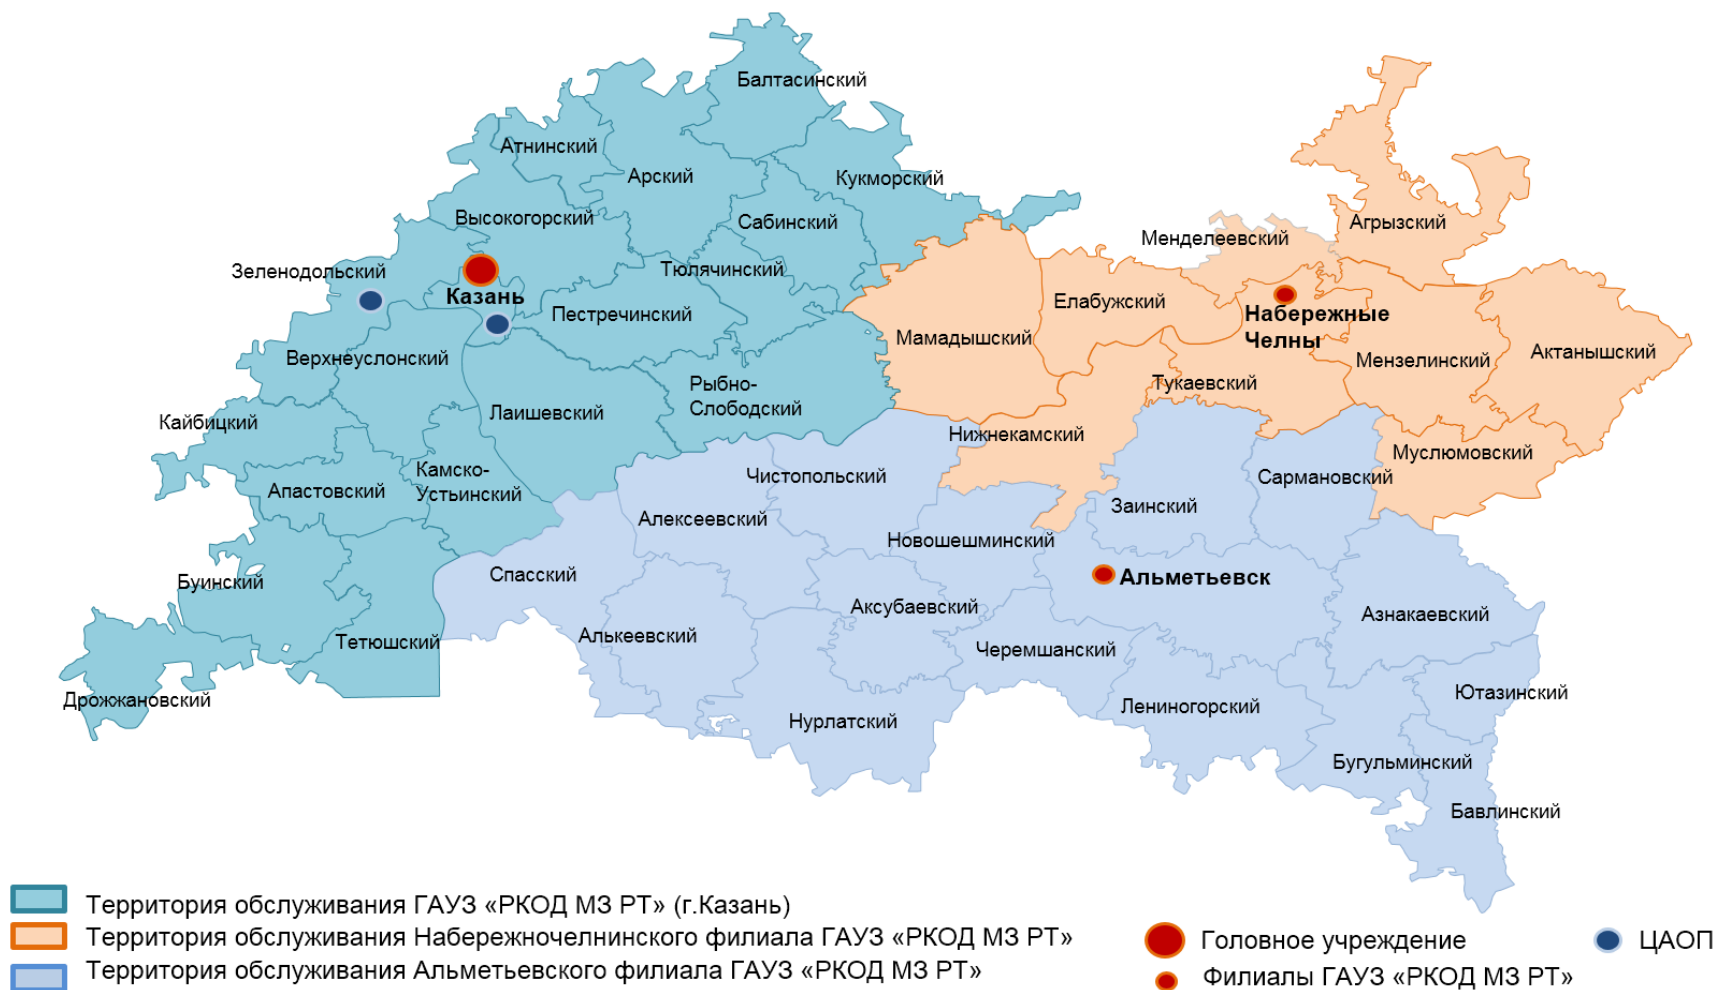 Балтасинский
Атнинский
Арский
Кукморский
Высокогорский
Сабинский
Агрызский
Менделеевский
Зеленодольский
Тюлячинский
Казань
Елабужский
Пестречинский
Набережные
Челны
Мамадышский
Верхнеуслонский
Мензелинский
Актанышский
Рыбно-
Слободский
Тукаевский
Лаишевский
Кайбицкий
Нижнекамский
Муслюмовский
Камско-
Устьинский
Чистопольский
Сармановский
Апастовский
Заинский
Алексеевский
Новошешминский
Спасский
Альметьевск
Буинский
Аксубаевский
Азнакаевский
Алькеевский
Тетюшский
Черемшанский
Ютазинский
Дрожжановский
Лениногорский
Нурлатский
Бугульминский
Бавлинский
Территория обслуживания ГАУЗ «РКОД МЗ РТ» (г.Казань)
Территория обслуживания Набережночелнинского филиала ГАУЗ «РКОД МЗ РТ»
Территория обслуживания Альметьевского филиала ГАУЗ «РКОД МЗ РТ»
Головное учреждение
ЦАОП
Филиалы ГАУЗ «РКОД МЗ РТ»